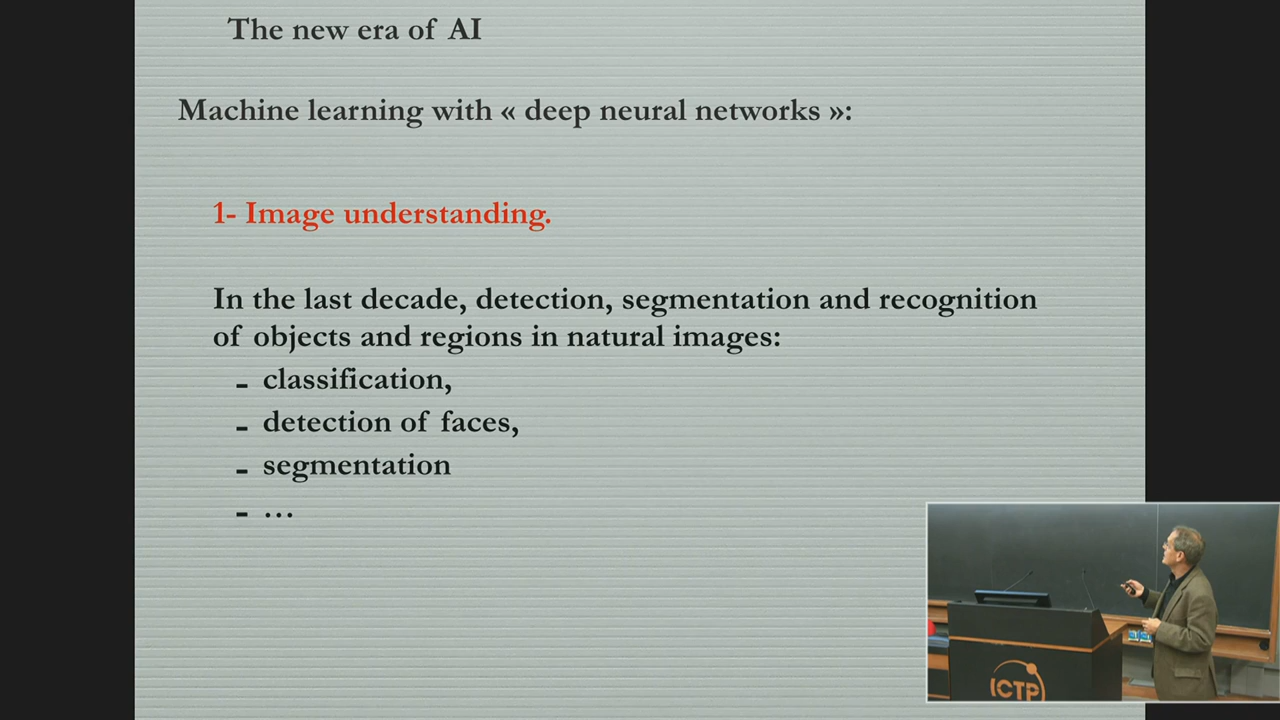 The new era of AI
Machine learning with « deep neural networks »:
1- Image understanding.
In the last decade, detection, segmentation and recognition
of objects and regions in natural images:
- classification,
- detection of faces,
- segmentation
- …
ICTP